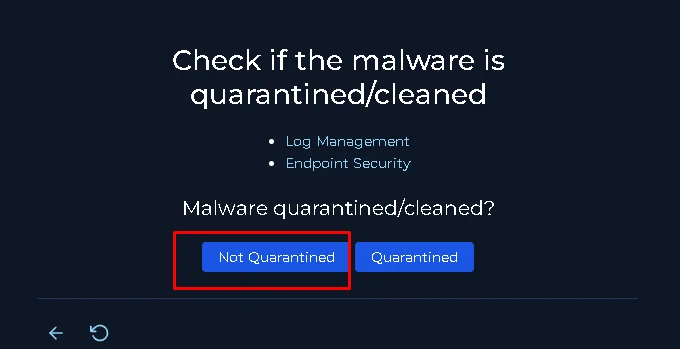 Check if the malware is
quarantined/cleaned
Log Management
Endpoint Security
Malware quarantined/cleaned?
Not Quarantined
Quarantined